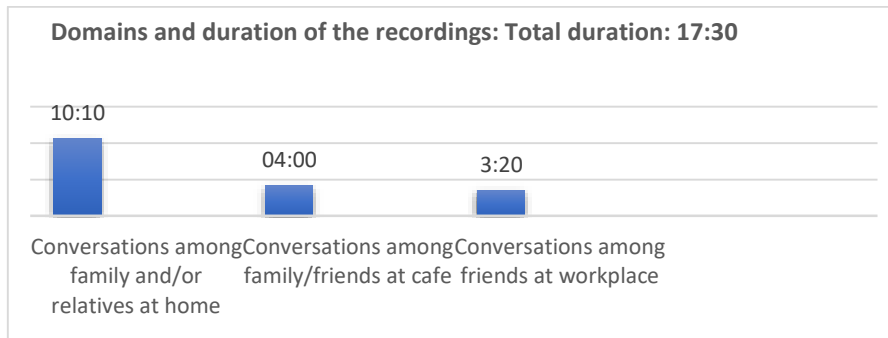 Domains and duration of the recordings: Total duration: 17:30
10:10
04:00
3:20
Conversations among
family and/or
relatives at home
Conversations among
family/friends at cafe
Conversations among
friends at workplace